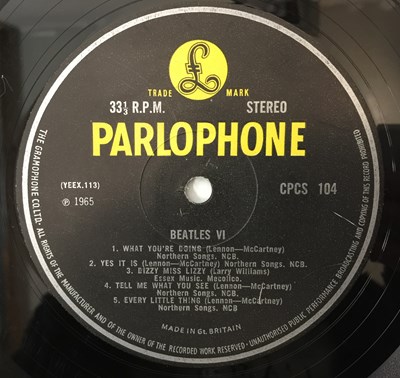 £
TRADE MARK
33⅓ R.P.M. STEREO
PARLOPHONE
(YEEX.113) CPCS 104
℗ 1965
BEATLES VI
1. WHAT YOU'RE DOING (Lennon—McCartney)
Northern Songs. NCB.
2. YES IT IS (Lennon—McCartney) Northern Songs. NCB.
3. DIZZY MISS LIZZY (Larry Williams)
Essex Music. Mecolico.
4. TELL ME WHAT YOU SEE (Lennon—McCartney)
Northern Songs. NCB.
5. EVERY LITTLE THING (Lennon—McCartney)
Northern Songs. NCB
MADE IN Gt. BRITAIN
THE GRAMOPHONE CO. LTD. ALL RIGHTS OF THE MANUFACTURER AND OF THE OWNER OF THE RECORDED WORK RESERVED. UNAUTHORISED PUBLIC PERFORMANCE BROADCASTING AND COPYING OF THIS RECORD PROHIBITED